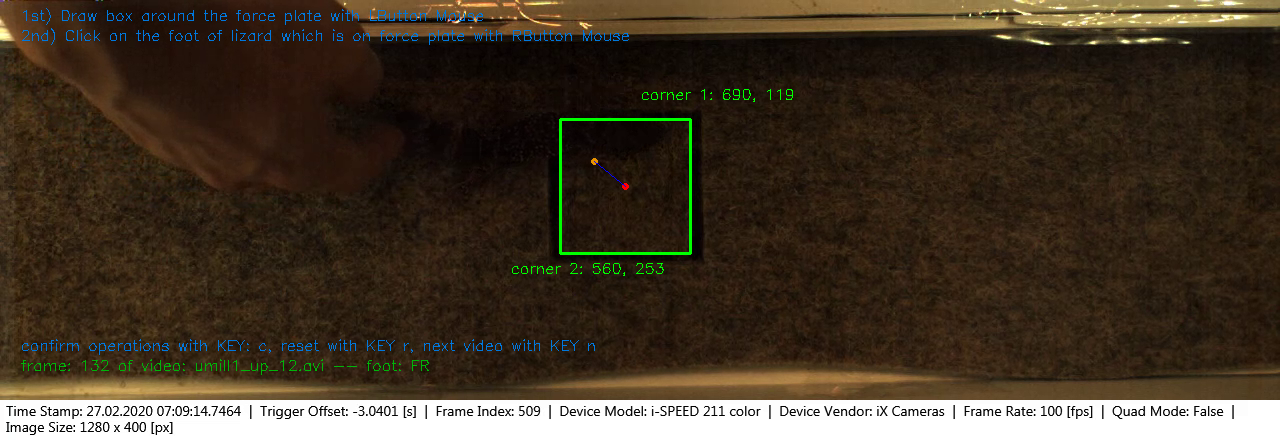 1st) Draw box around the force plate with LButton Mouse
2nd) Click on the foot of lizard which is on force plate with RButton Mouse
corner 1: 690, 119
corner 2: 560, 253
confirm operations with KEY: c, reset with KEY r, next video with KEY n
frame: 132 of video: umill1_up_12.avi -- foot: FR
Time Stamp: 27.02.2020 07:09:14.7464 | Trigger Offset: -3.0401 [s] | Frame Index: 509 | Device Model: i-SPEED 211 color | Device Vendor: iX Cameras | Frame Rate: 100 [fps] | Quad Mode: False |
Image Size: 1280 x 400 [px]